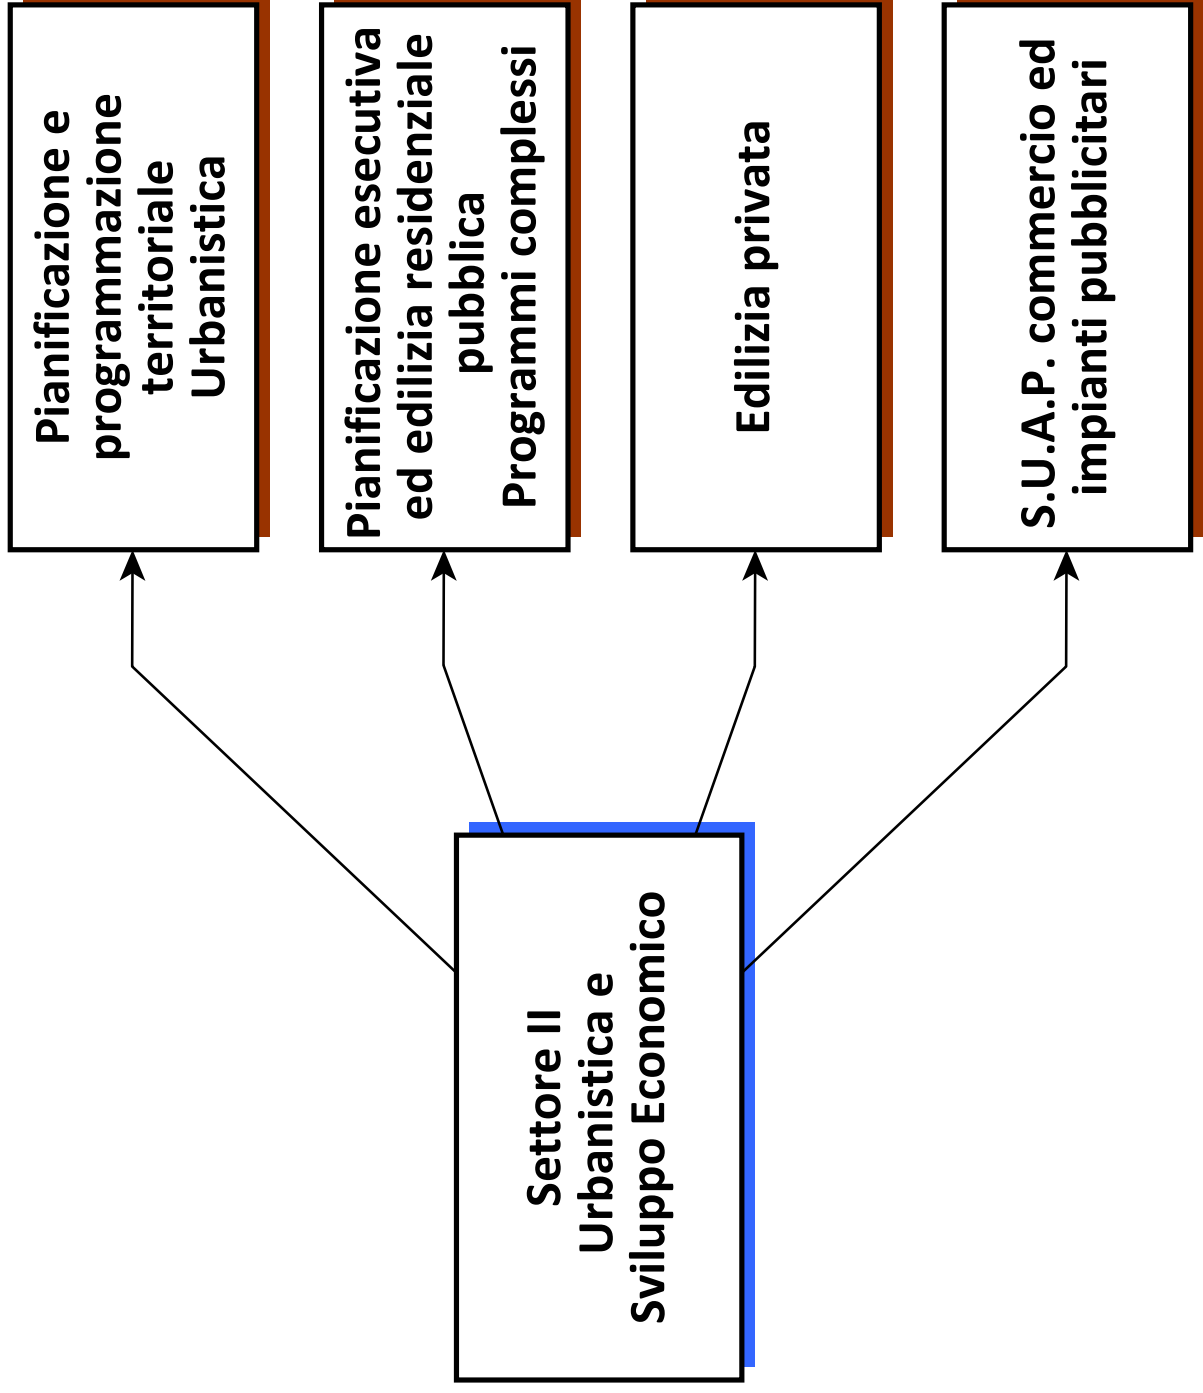 Settore II
Urbanistica e
Sviluppo Economico
Pianificazione e
programmazione
territoriale
Urbanistica
Pianificazione esecutiva
ed edilizia residenziale
pubblica
Programmi complessi
Edilizia privata
S.U.A.P. commercio ed
impianti pubblicitari